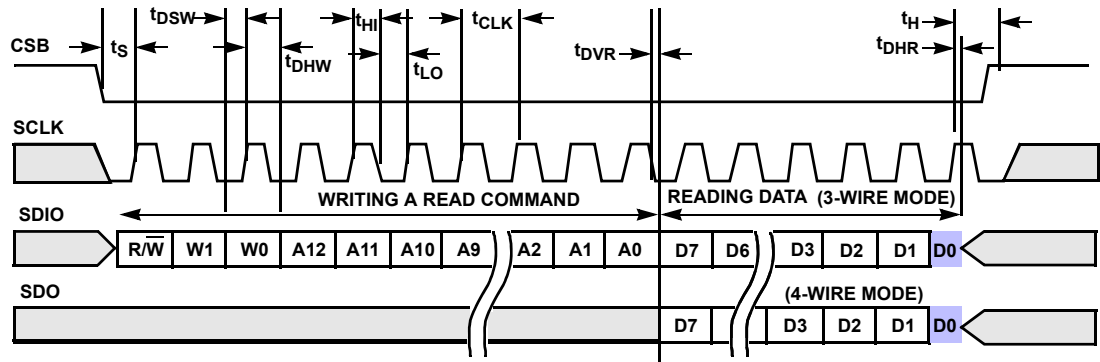 tDSW tHI tCLK tH
CSB tS tDVR tDHR
tDHW tLO
SCLK
WRITING A READ COMMAND READING DATA (3-WIRE MODE)
SDIO
R/W̅ W1 W0 A12 A11 A10 A9 A2 A1 A0 D7 D6 D3 D2 D1 D0
SDO
(4-WIRE MODE)
D7 D3 D2 D1 D0